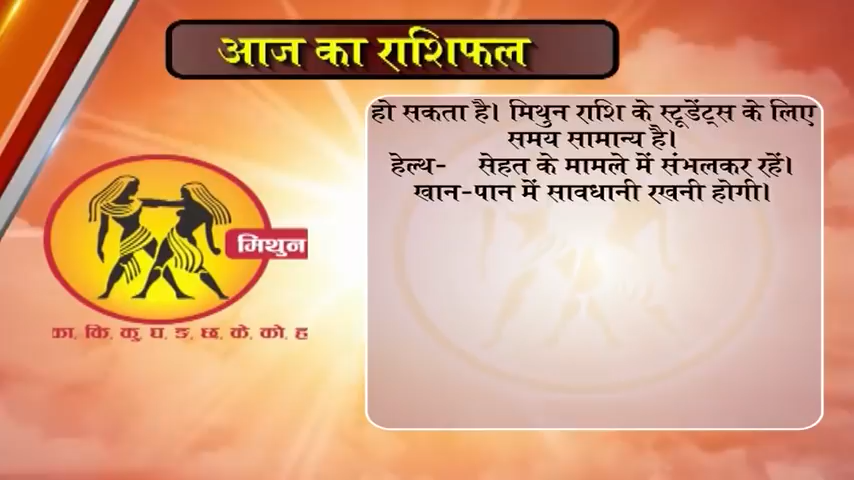 आज का राशिफल
हो सकता है। मिथुन राशि के स्टूडेंट्स के लिए
समय सामान्य है।
हेल्थ- सेहत के मामले में संभलकर रहें।
खान-पान में सावधानी रखनी होगी।
मिथुन
का, कि, कु, घ, ङ, छ, के, को, ह